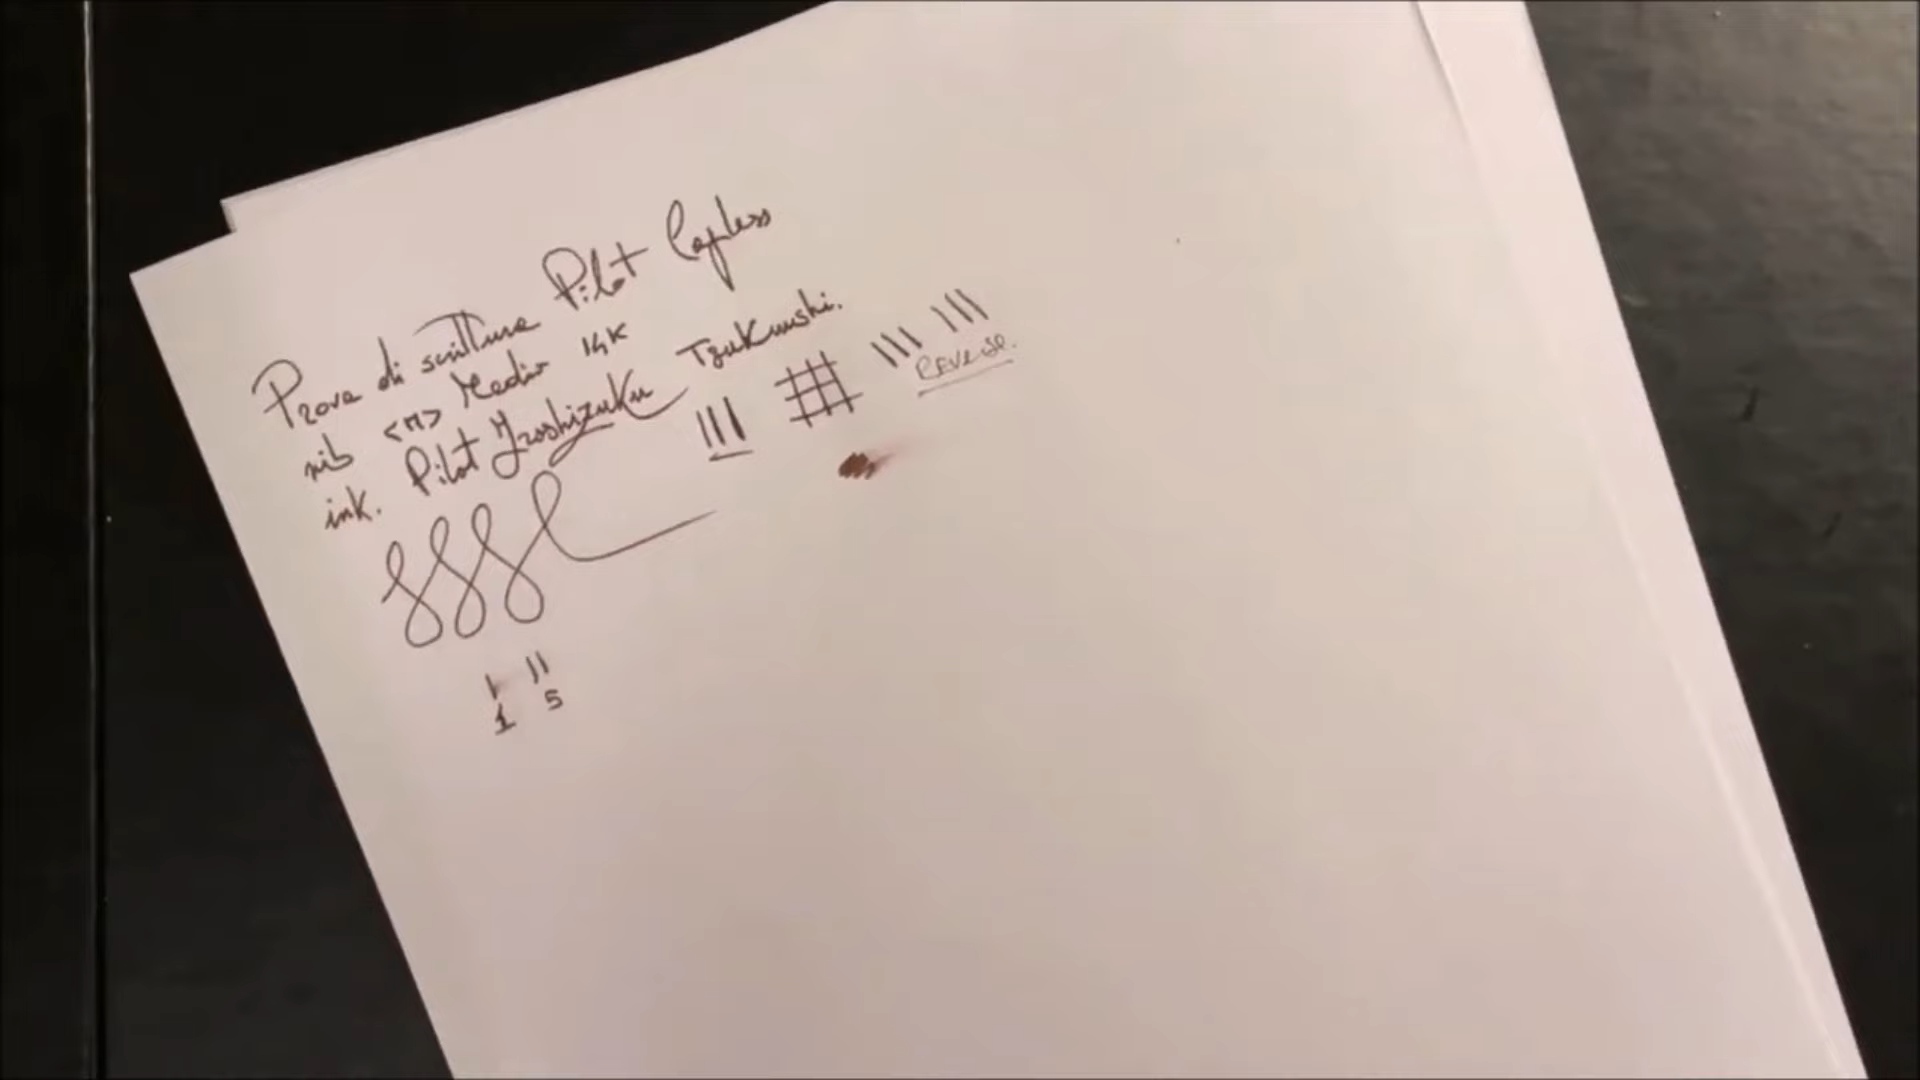 Prova di scrittura Pilot Capless
nib <M> Medio 14K
ink. Pilot Iroshizuku Tsukushi.
Reverse.
1 5